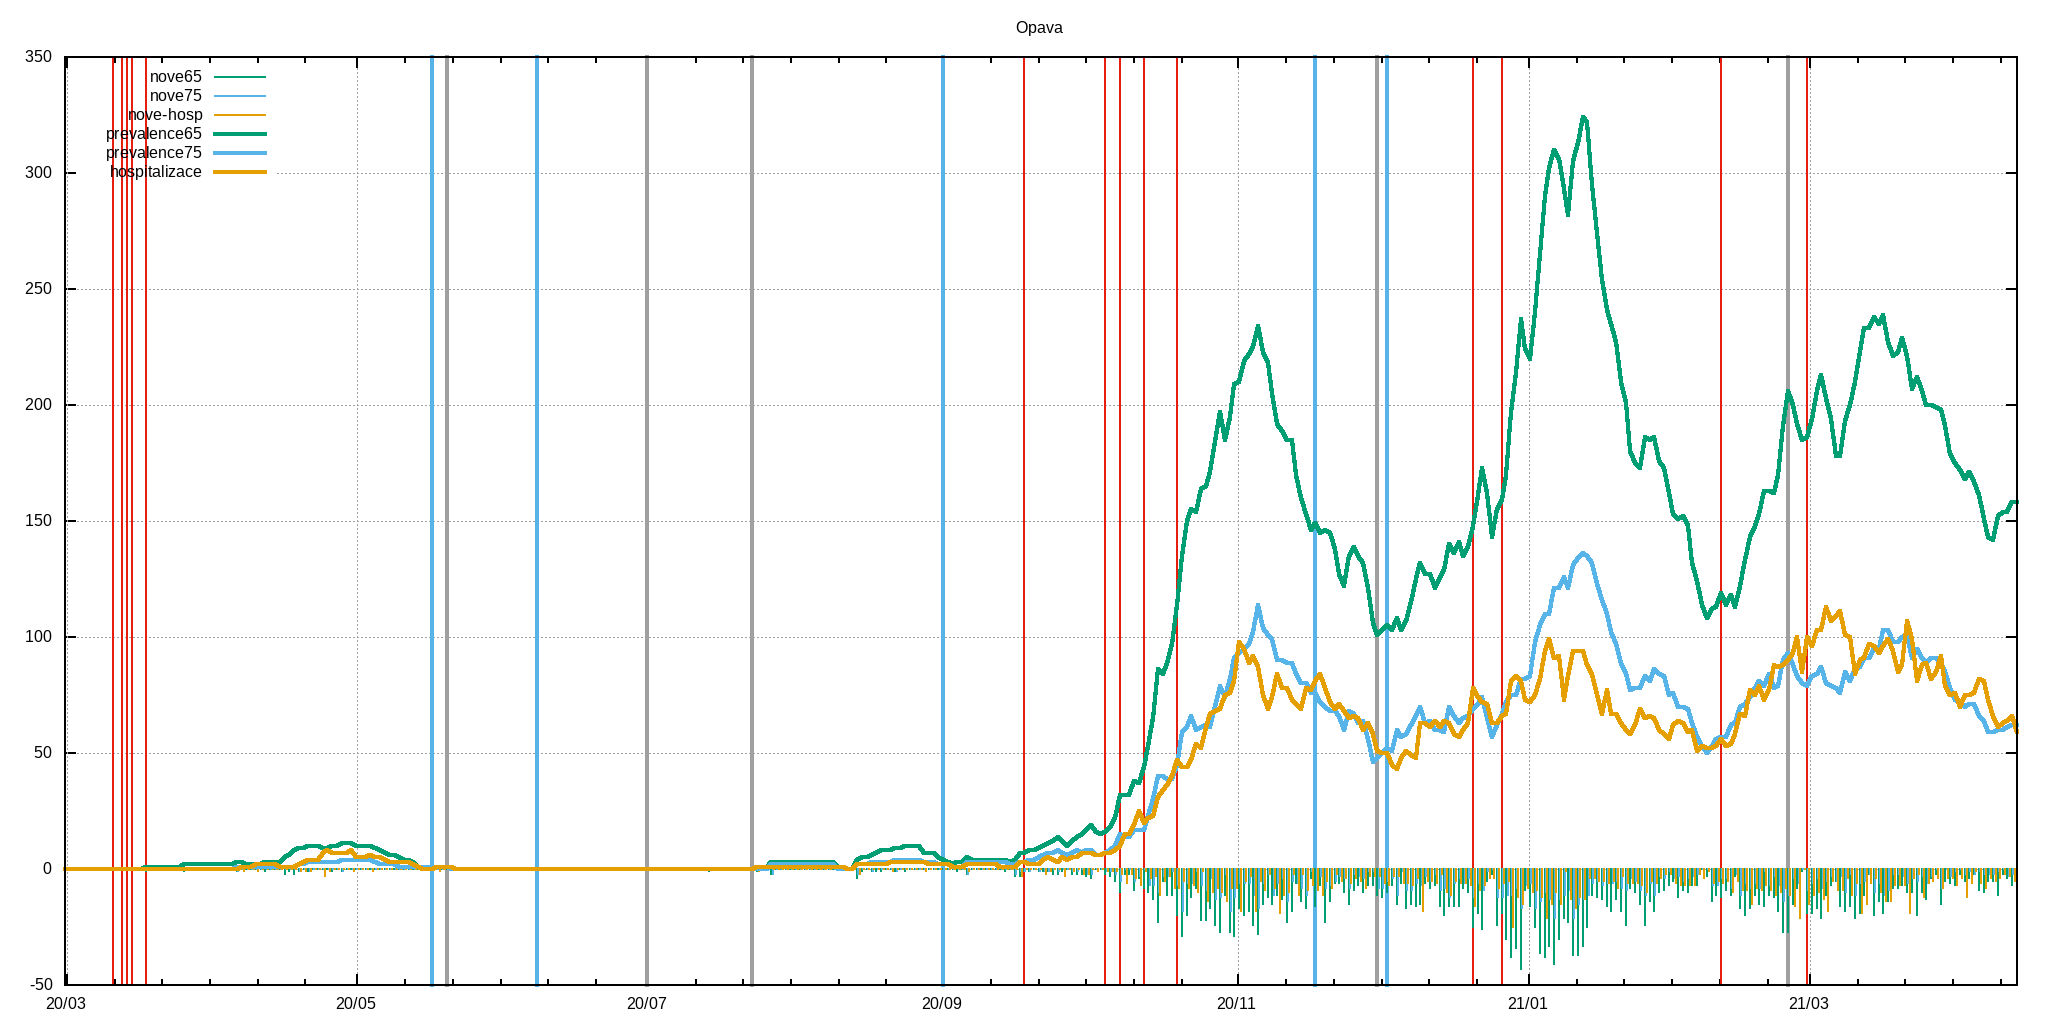 Opava
350
300
250
200
150
100
50
0
-50
nove65
nove75
nove-hosp
prevalence65
prevalence75
hospitalizace
20/03 20/05 20/07 20/09 20/11 21/01 21/03